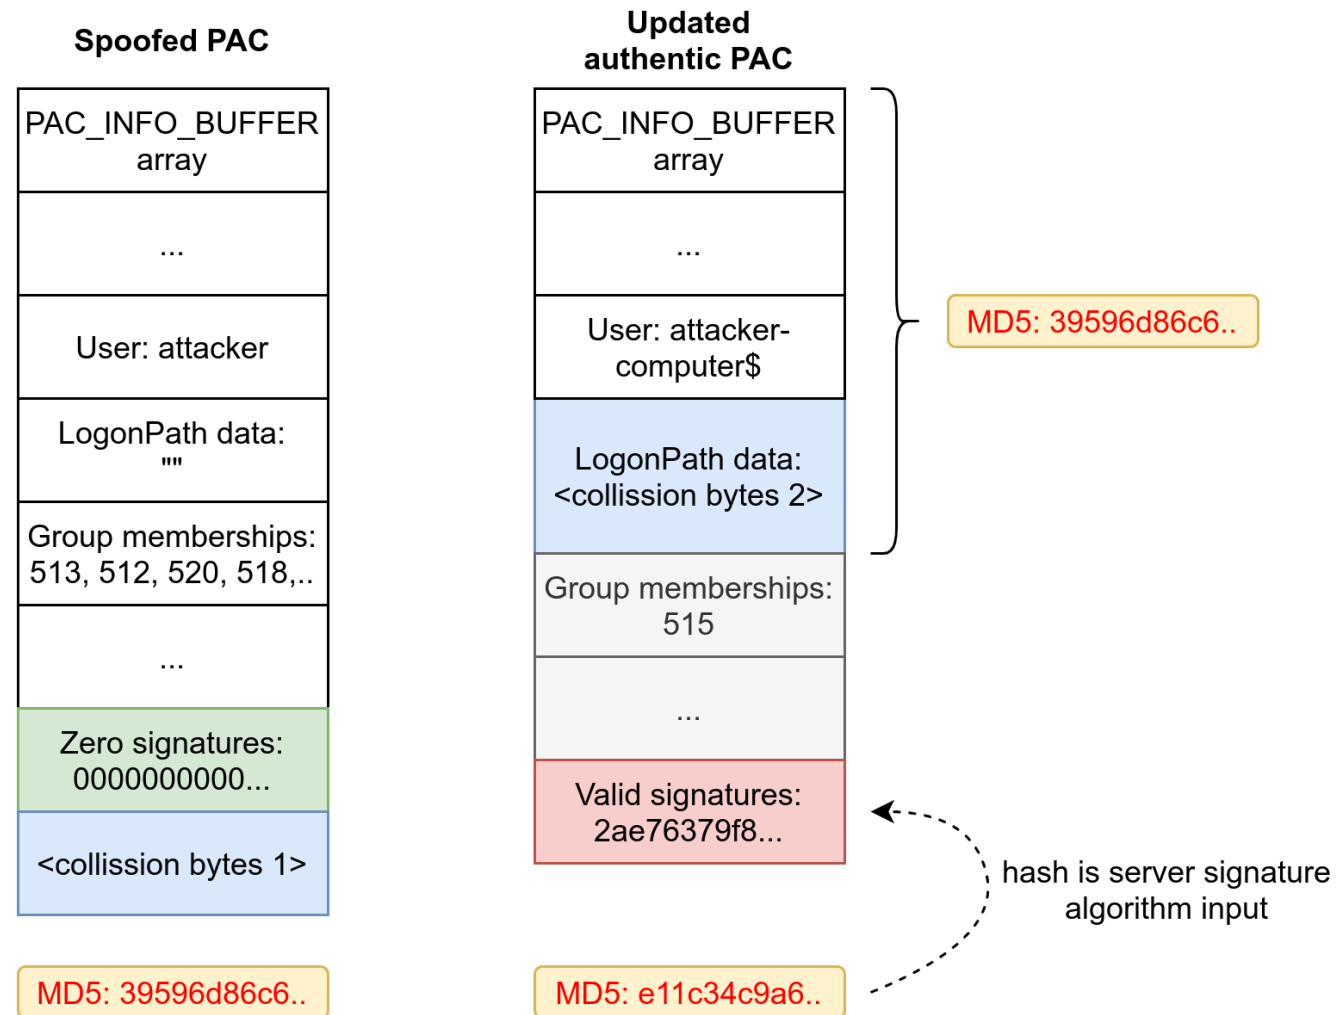 Spoofed PAC
PAC_INFO_BUFFER
array
...
User: attacker
LogonPath data:
""
Group memberships:
513, 512, 520, 518,..
...
Zero signatures:
0000000000...
<collission bytes 1>
MD5: 39596d86c6..
Updated
authentic PAC
PAC_INFO_BUFFER
array
...
User: attacker-
computer$
LogonPath data:
<collission bytes 2>
Group memberships:
515
...
Valid signatures:
2ae76379f8...
MD5: e11c34c9a6..
MD5: 39596d86c6..
hash is server signature
algorithm input